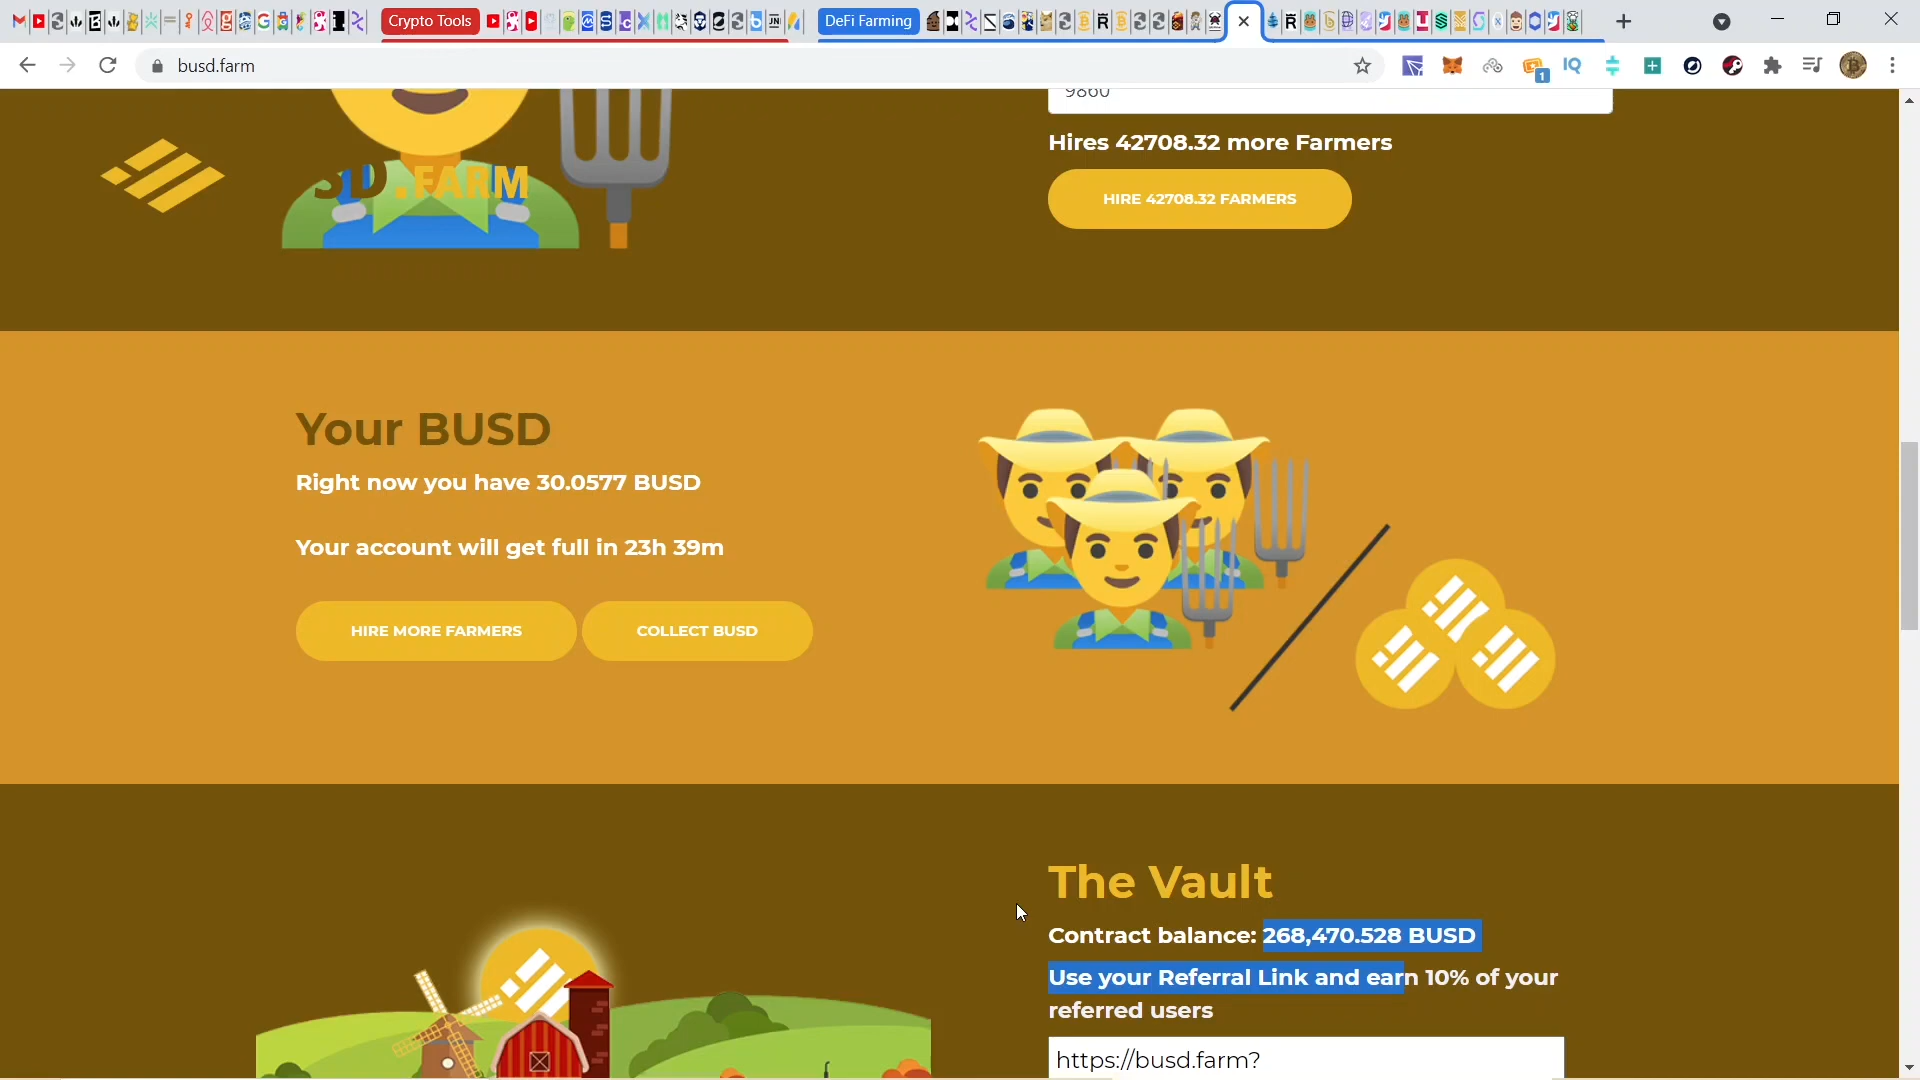 Crypto Tools
DeFi Farming
busd.farm
1
9860
D.FARM
Hires 42708.32 more Farmers
HIRE 42708.32 FARMERS
Your BUSD
Right now you have 30.0577 BUSD
Your account will get full in 23h 39m
HIRE MORE FARMERS
COLLECT BUSD
The Vault
Contract balance: 268,470.528 BUSD
Use your Referral Link and earn 10% of your
referred users
https://busd.farm?